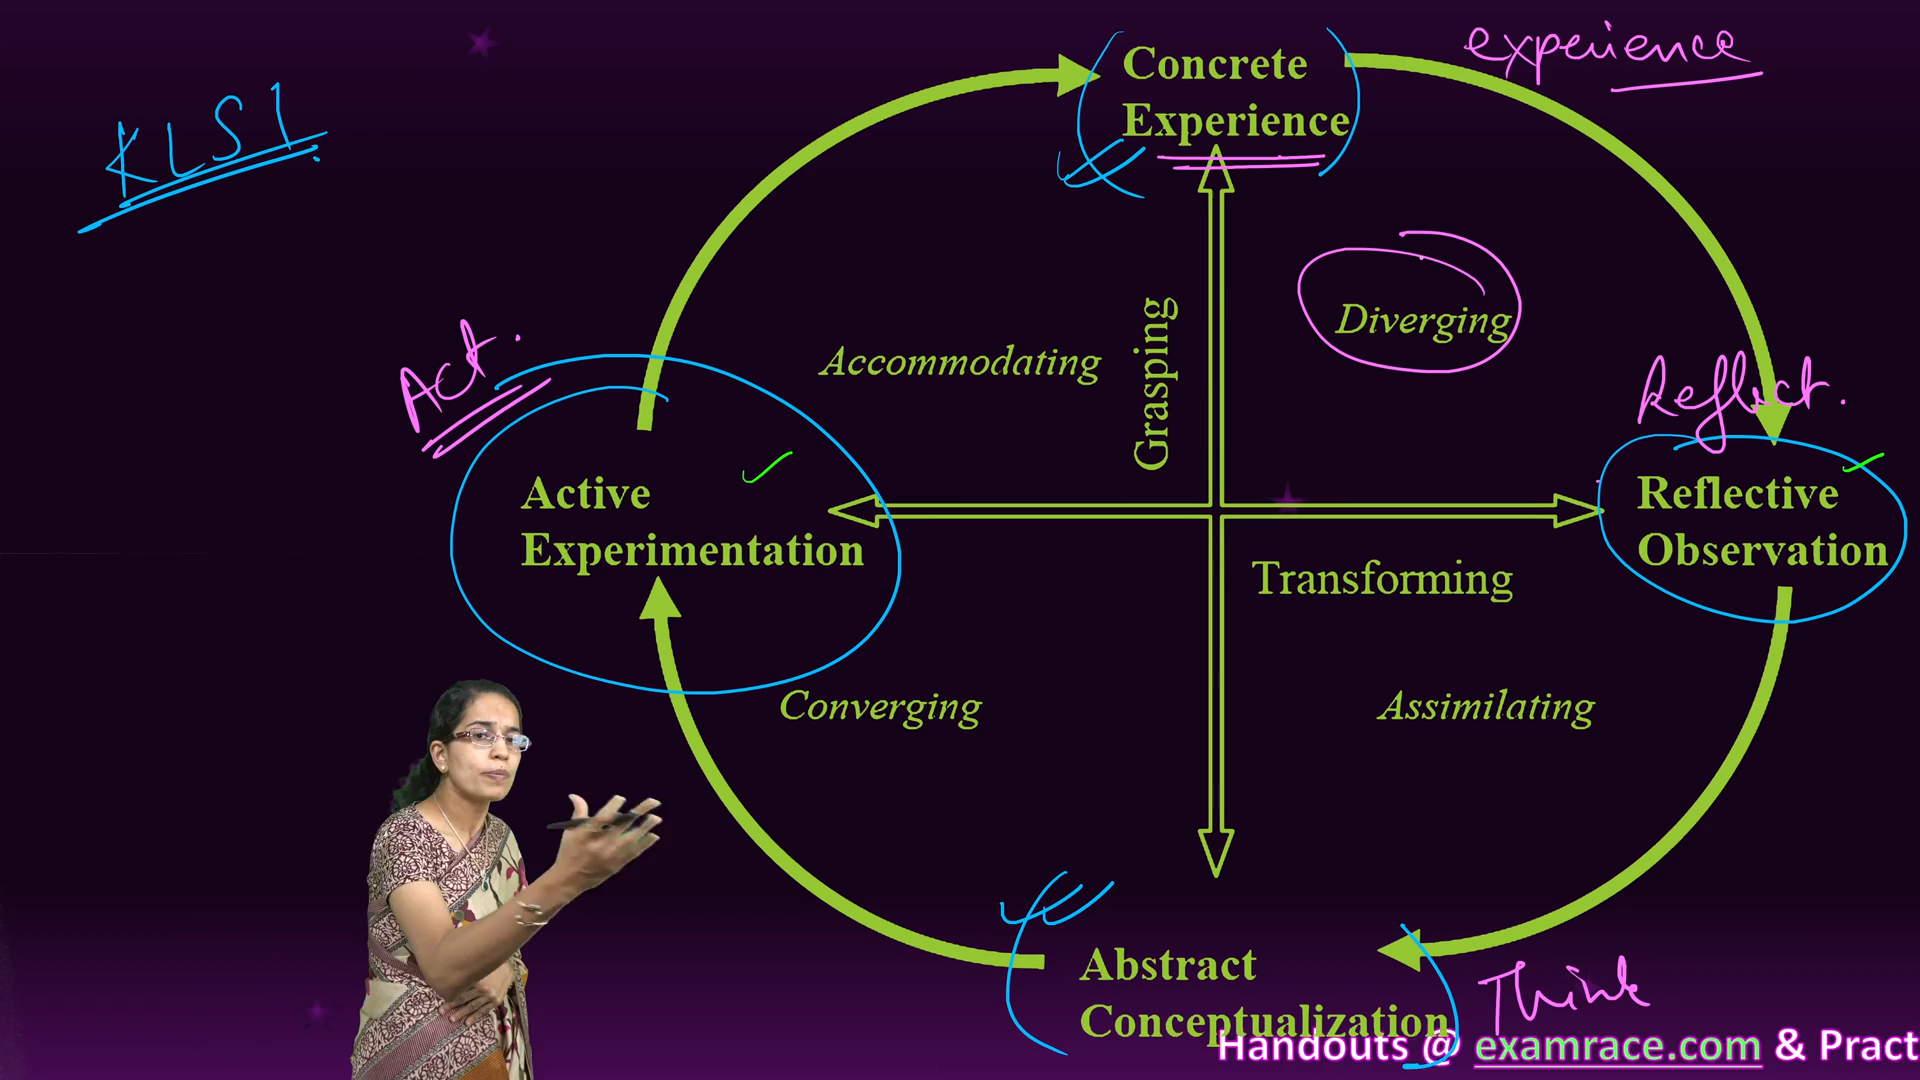 KLSI
Concrete
Experience
experience
Diverging
Accommodating
Grasping
Act.
Reflect.
Active
Experimentation
Reflective
Observation
Transforming
Converging
Assimilating
Abstract
Conceptualization
Think
Handouts @ examrace.com & Pract